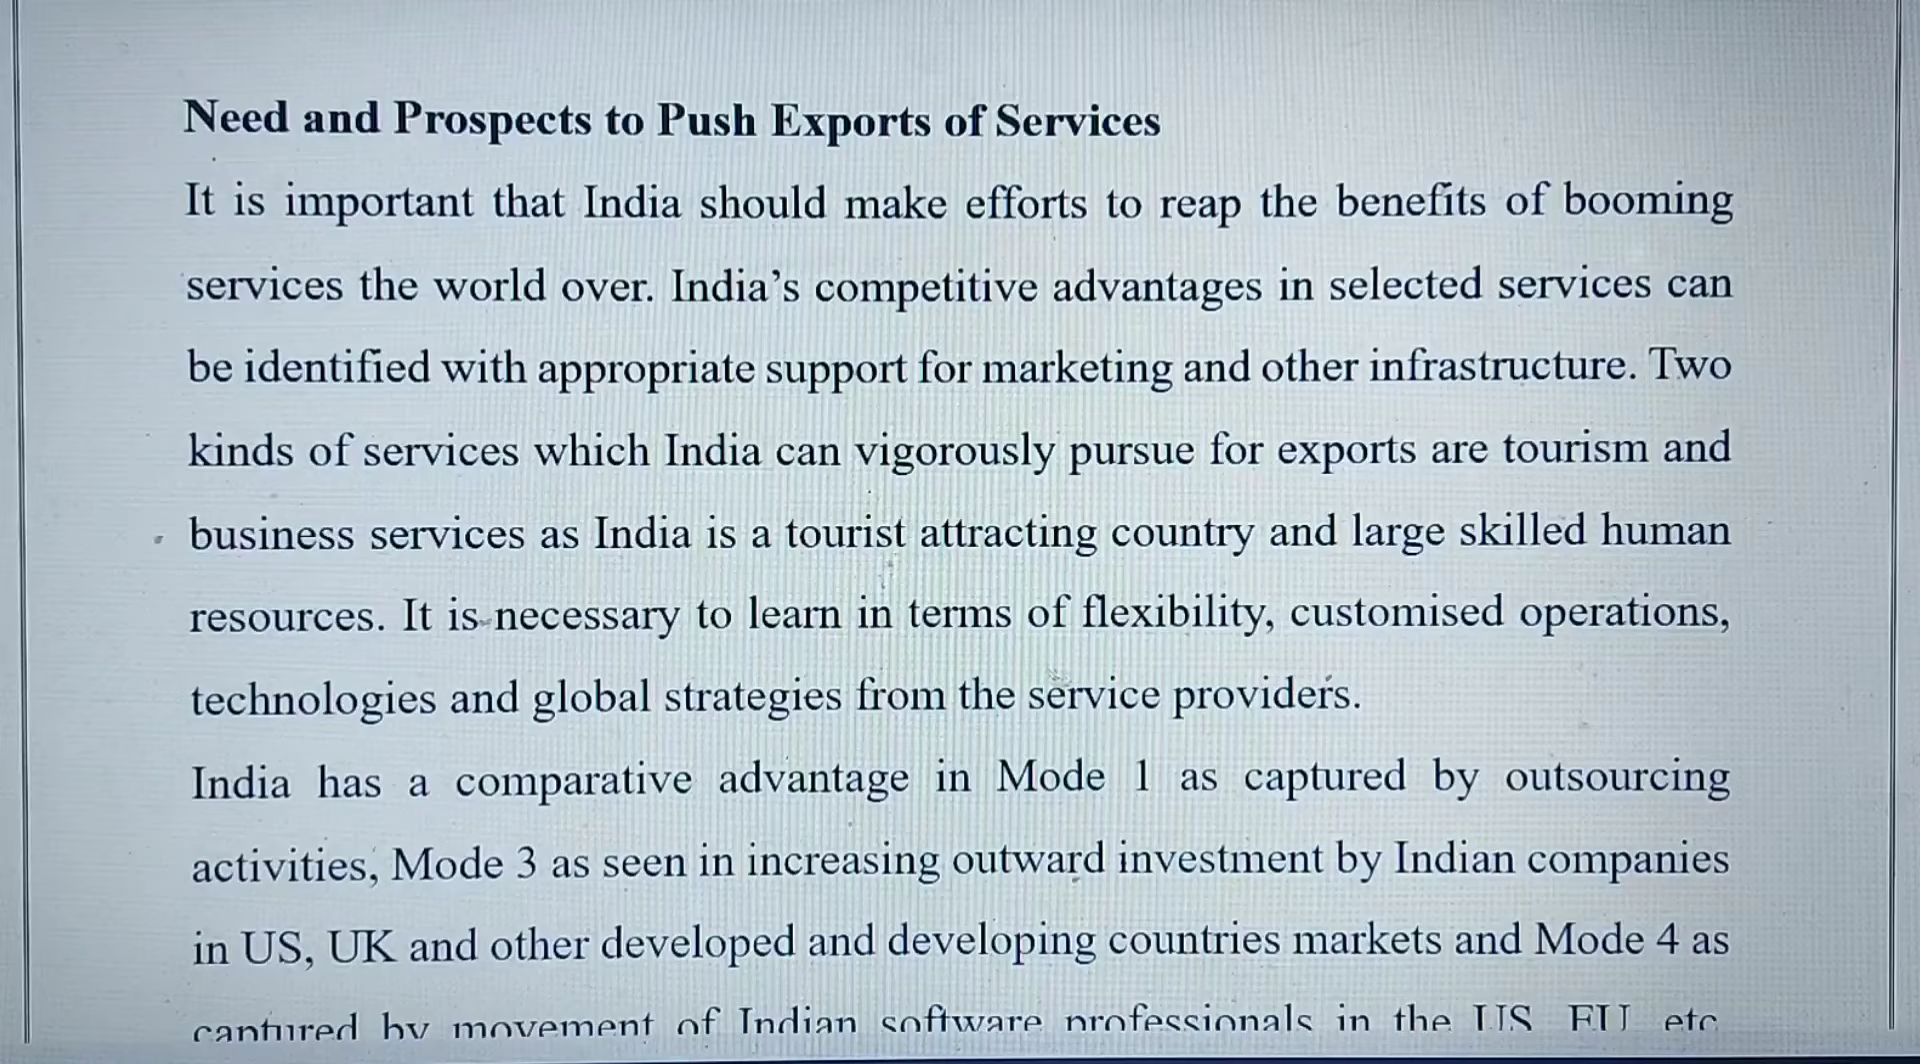 Need and Prospects to Push Exports of Services
It is important that India should make efforts to reap the benefits of booming
services the world over. India’s competitive advantages in selected services can
be identified with appropriate support for marketing and other infrastructure. Two
kinds of services which India can vigorously pursue for exports are tourism and
business services as India is a tourist attracting country and large skilled human
resources. It is necessary to learn in terms of flexibility, customised operations,
technologies and global strategies from the service providers.
India has a comparative advantage in Mode 1 as captured by outsourcing
activities, Mode 3 as seen in increasing outward investment by Indian companies
in US, UK and other developed and developing countries markets and Mode 4 as
captured by movement of Indian software professionals in the US EU etc